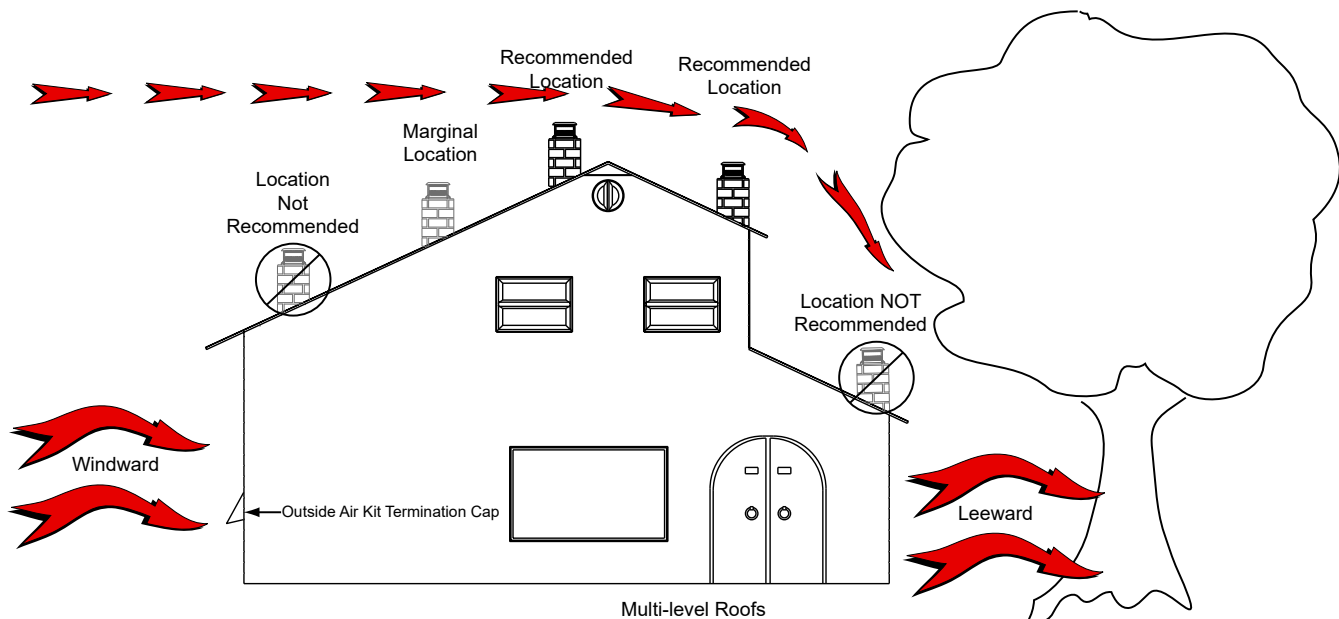 Recommended
Location
Recommended
Location
Marginal
Location
Location
Not
Recommended
Location NOT
Recommended
Windward
Outside Air Kit Termination Cap
Leeward
Multi-level Roofs